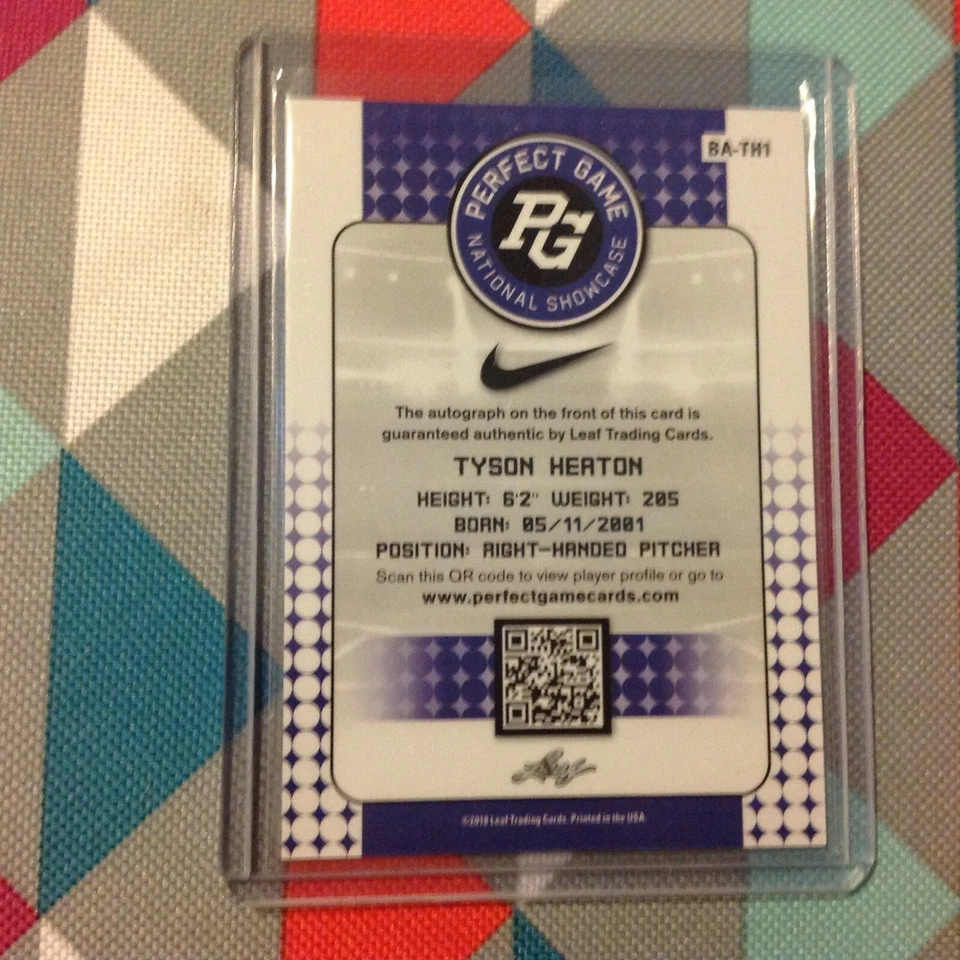 BA-TH1
PERFECT GAME
PG
NATIONAL SHOWCASE
The autograph on the front of this card is
guaranteed authentic by Leaf Trading Cards.
TYSON HEATON
HEIGHT: 6'2" WEIGHT: 205
BORN: 05/11/2001
POSITION: RIGHT-HANDED PITCHER
Scan this QR code to view player profile or go to
www.perfectgamecards.com
Leaf
©2018 Leaf Trading Cards. Printed in the USA.